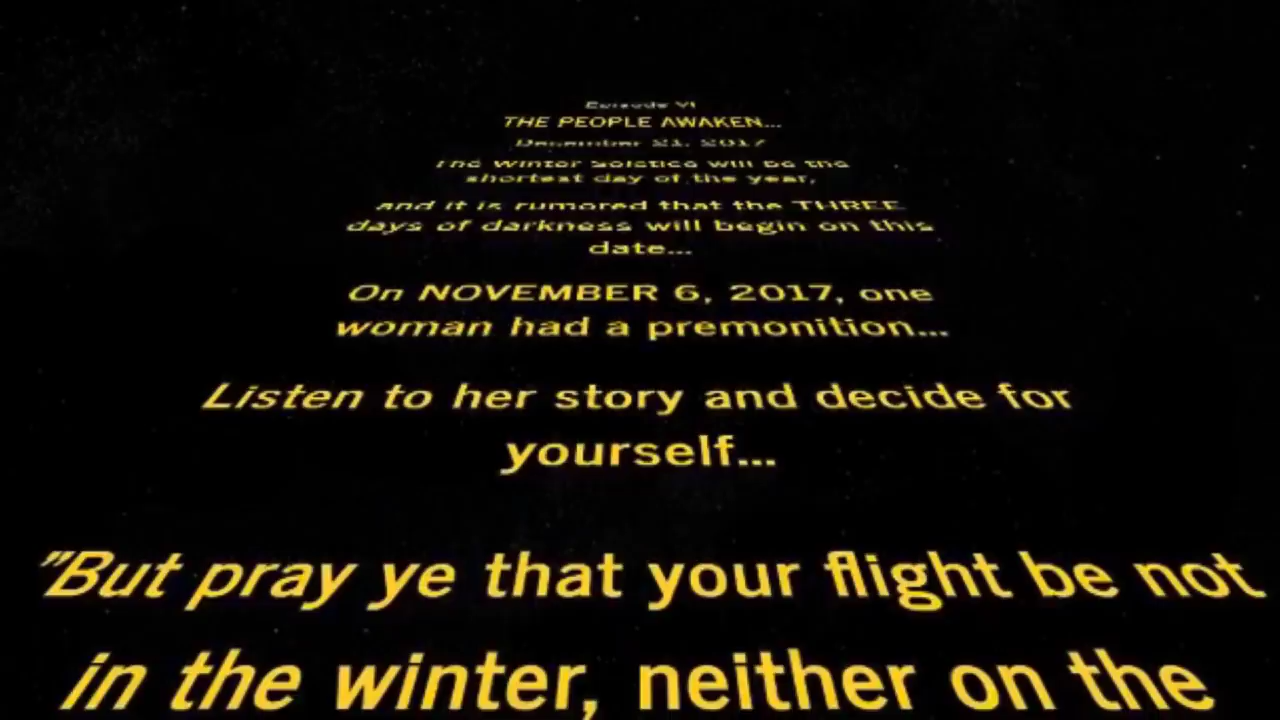 Episode VI
THE PEOPLE AWAKEN...
December 21, 2017
The Winter Solstice will be the
shortest day of the year,
and it is rumored that the THREE
days of darkness will begin on this
date...
On NOVEMBER 6, 2017, one
woman had a premonition...
Listen to her story and decide for
yourself...
"But pray ye that your flight be not
in the winter, neither on the